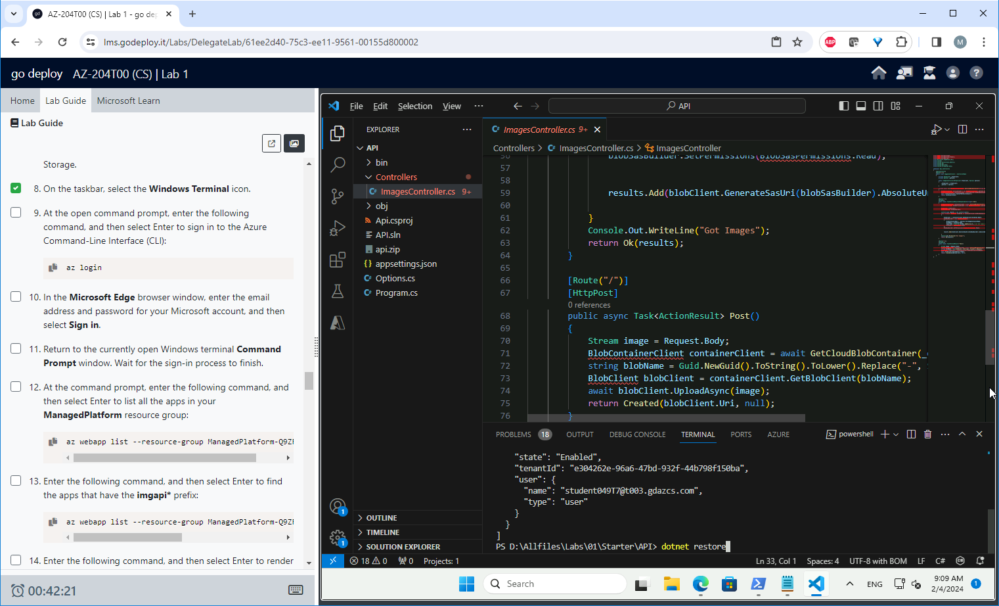 AZ-204T00 (CS) | Lab 1 - go de
lms.godeploy.it/Labs/DelegateLab/61ee2d40-75c3-ee11-9561-00155d800002
ABP
M
go deploy AZ-204T00 (CS) | Lab 1
Home Lab Guide Microsoft Learn
Lab Guide
Storage.
8. On the taskbar, select the Windows Terminal icon.
9. At the open command prompt, enter the following
command, and then select Enter to sign in to the Azure
Command-Line Interface (CLI):
az login
10. In the Microsoft Edge browser window, enter the email
address and password for your Microsoft account, and then
select Sign in.
11. Return to the currently open Windows terminal Command
Prompt window. Wait for the sign-in process to finish.
12. At the command prompt, enter the following command, and
then select Enter to list all the apps in your
ManagedPlatform resource group:
az webapp list --resource-group ManagedPlatform-Q9Z
13. Enter the following command, and then select Enter to find
the apps that have the imgapi* prefix:
az webapp list --resource-group ManagedPlatform-Q9Z
14. Enter the following command, and then select Enter to render
00:42:21
File Edit Selection View ··· API
EXPLORER ···
API
bin
Controllers
ImagesController.cs 9+
obj
Api.csproj
API.sln
api.zip
appsettings.json
Options.cs
Program.cs
OUTLINE
TIMELINE
SOLUTION EXPLORER
1
1
ImagesController.cs 9+
Controllers > ImagesController.cs > ImagesController
56 blobSasBuilder.SetPermissions(BlobSasPermissions.Read);
57
58
59 results.Add(blobClient.GenerateSasUri(blobSasBuilder).AbsoluteU
60
61 }
62 Console.Out.WriteLine("Got Images");
63 return Ok(results);
64 }
65
66 [Route("/")]
67 [HttpPost]
0 references
68 public async Task<ActionResult> Post()
69 {
70 Stream image = Request.Body;
71 BlobContainerClient containerClient = await GetCloudBlobContainer(_
72 string blobName = Guid.NewGuid().ToString().ToLower().Replace("-",
73 BlobClient blobClient = containerClient.GetBlobClient(blobName);
74 await blobClient.UploadAsync(image);
75 return Created(blobClient.Uri, null);
76 }
PROBLEMS 18 OUTPUT DEBUG CONSOLE TERMINAL PORTS AZURE powershell
"state": "Enabled",
"tenantId": "e304262e-96a6-47bd-932f-44b798f150ba",
"user": {
"name": "student049T7@t003.gdazcs.com",
"type": "user"
}
}
]
PS D:\Allfiles\Labs\01\Starter\API> dotnet restore
18 0 0 Projects: 1 Ln 33, Col 1 Spaces: 4 UTF-8 with BOM LF C#
Search ENG 9:09 AM
2/4/2024 1